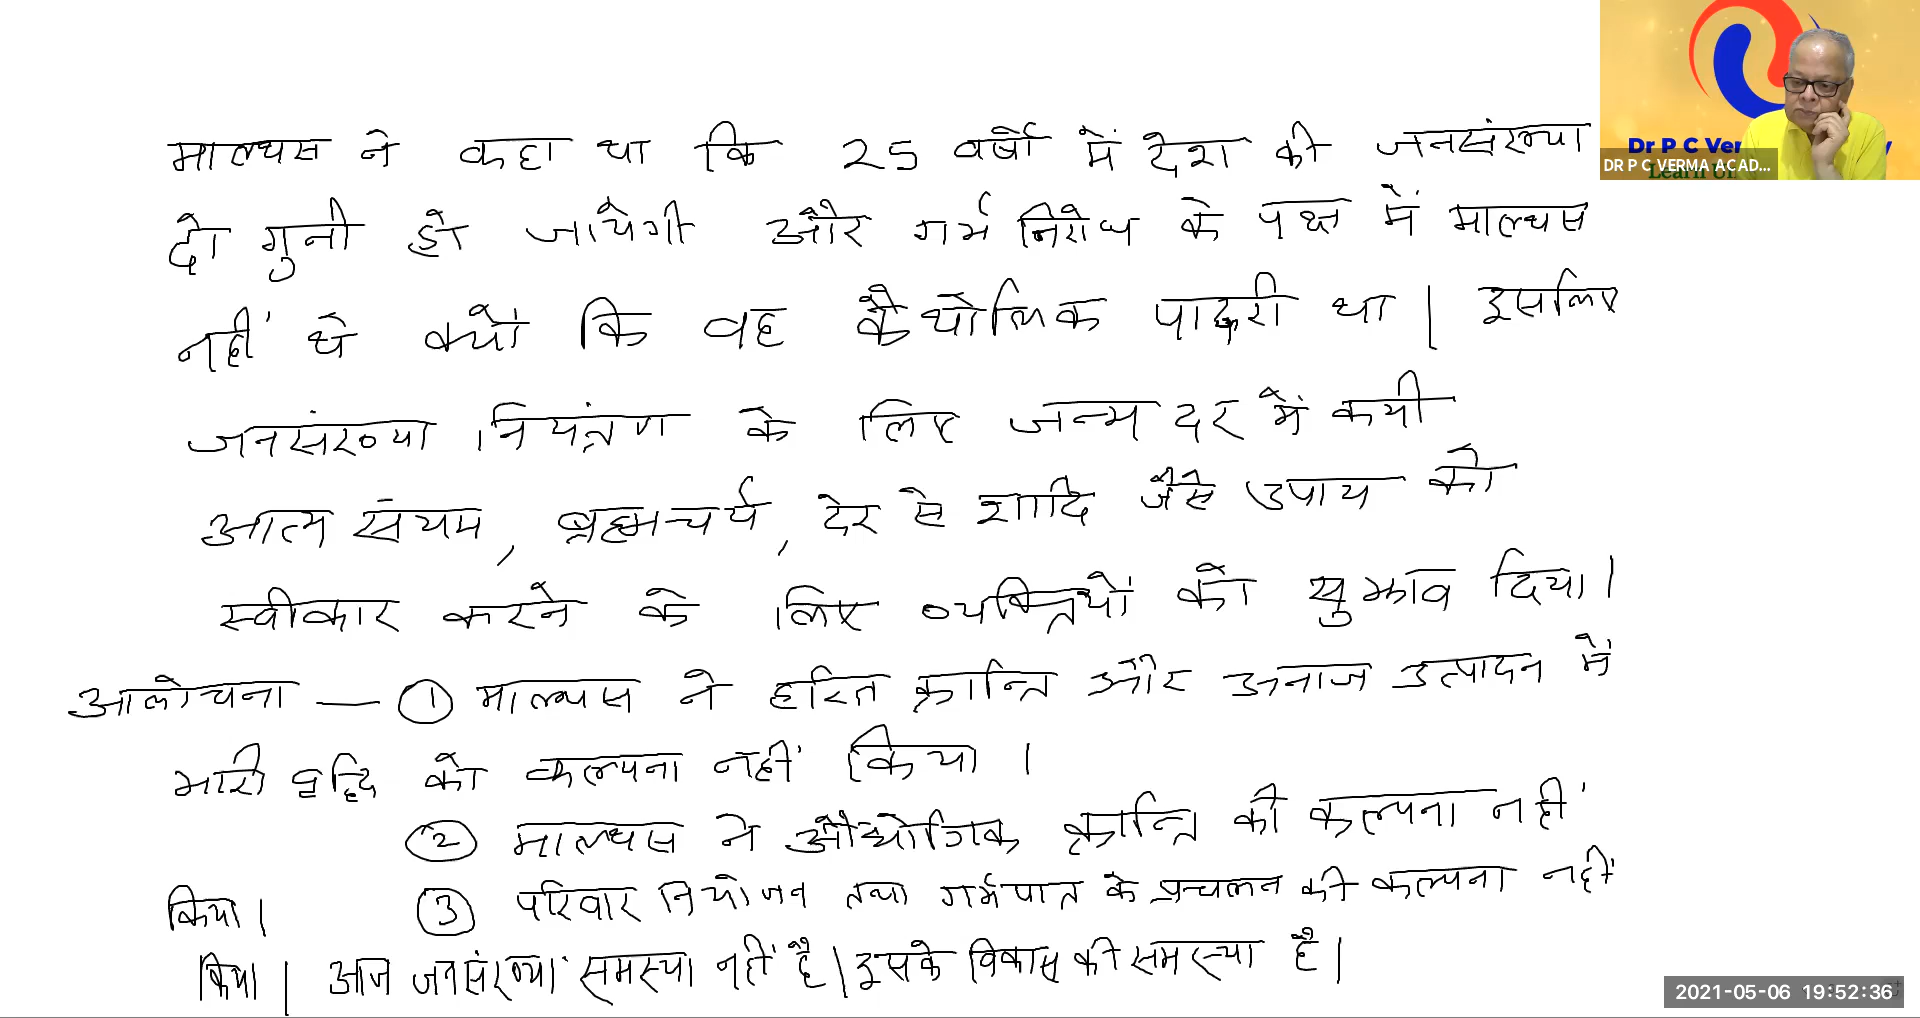 माल्थस ने कहा था कि 25 वर्षों में देश की जनसंख्या
दो गुनी हो जायेगी और गर्भ निरोध के पक्ष में माल्थस
नहीं थे क्यों कि वह कैथोलिक पादरी था | इसलिए
जनसंख्या नियंत्रण के लिए जन्म दर में कमी
आत्म संयम, ब्रह्मचर्य, देर से शादि जैसे उपाय को
स्वीकार करने के लिए व्यक्तियों को सुझाव दिया।
आलोचना — ① माल्थस ने हरित क्रान्ति और अनाज उत्पादन में
भारी वृद्धि की कल्पना नहीं किया ।
② माल्थस ने औद्योगिक क्रान्ति की कल्पना नहीं
किया। ③ परिवार नियोजन तथा गर्भपात के प्रचलन की कल्पना नहीं
किया | आज जनसंख्या समस्या नहीं है | इसके विकास की समस्या है |
Dr P C Ver
DR P C VERMA ACAD...
2021-05-06 19:52:36